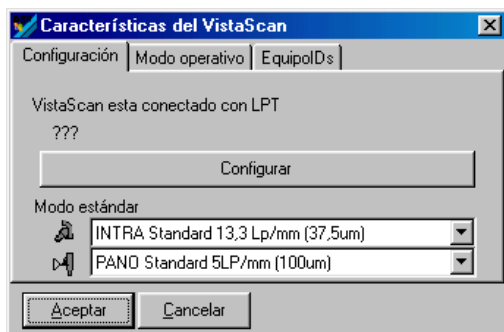 Características del VistaScan
Configuración Modo operativo EquipoIDs
VistaScan esta conectado con LPT
???
Configurar
Modo estándar
INTRA Standard 13,3 Lp/mm (37,5um)
PANO Standard 5LP/mm (100um)
Aceptar Cancelar